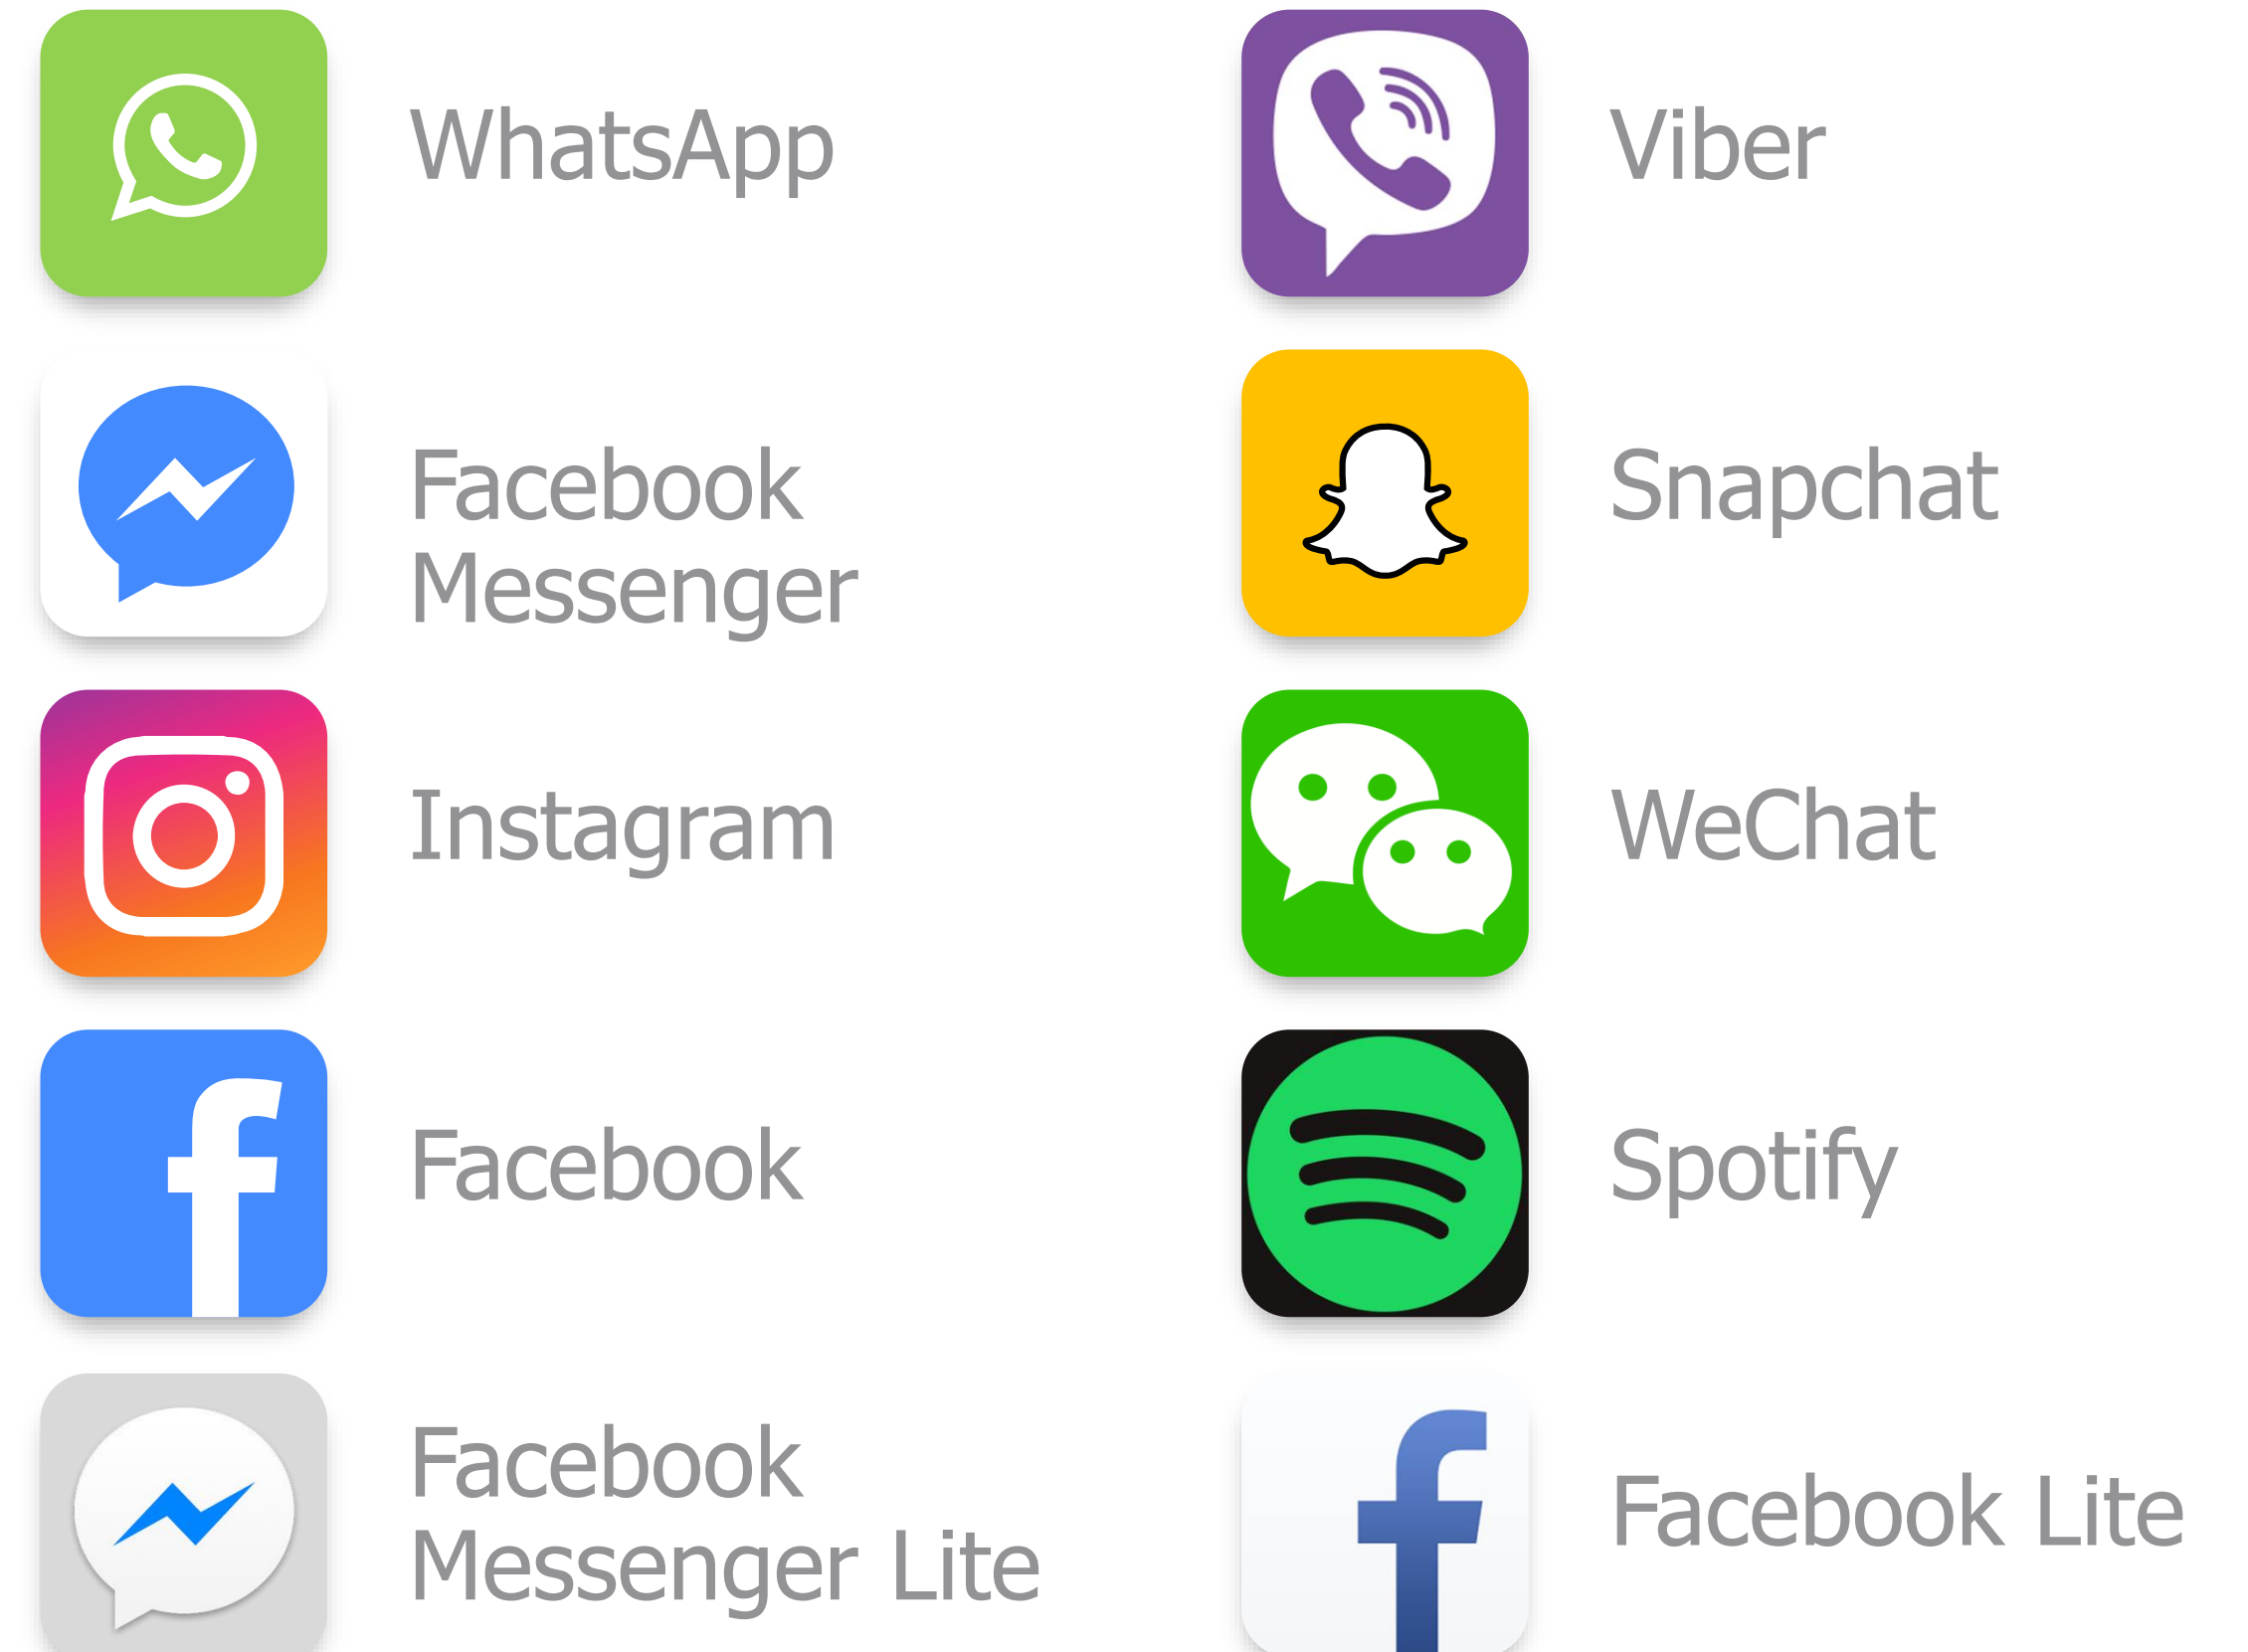 WhatsApp
Viber
Facebook
Messenger
Snapchat
Instagram
WeChat
Facebook
Spotify
Facebook
Messenger Lite
Facebook Lite